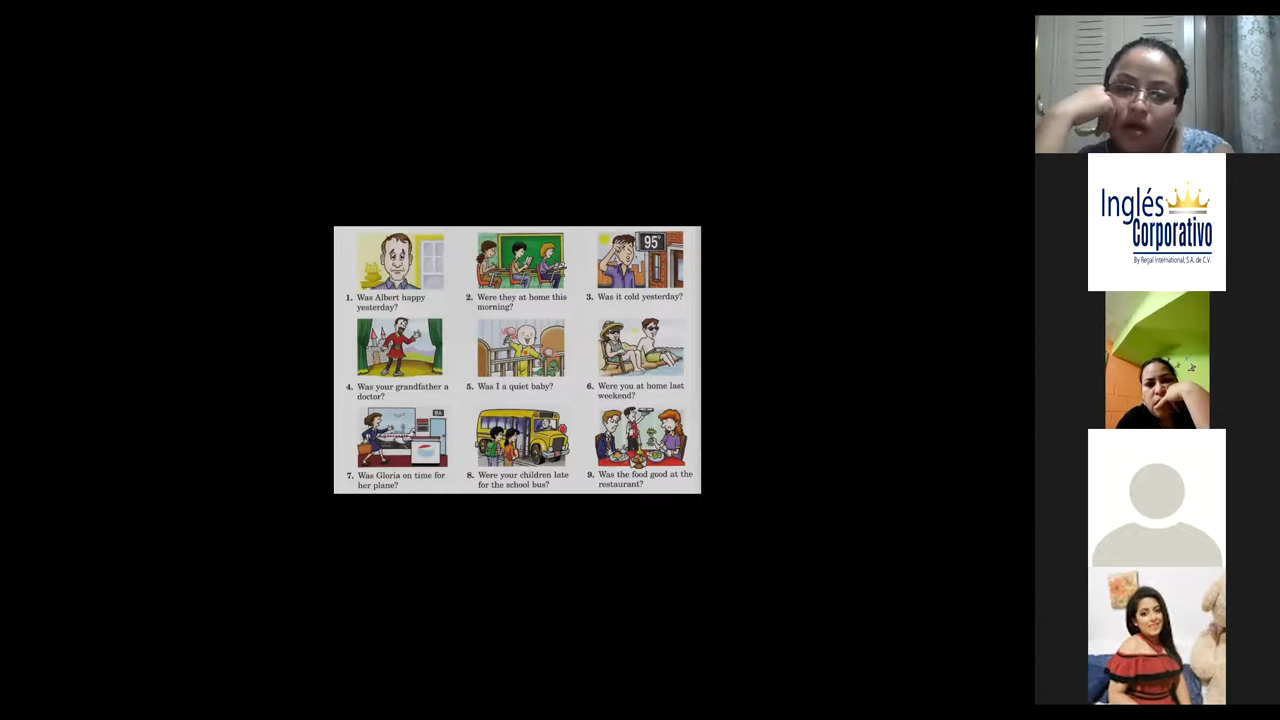 95°
1. Was Albert happy
yesterday?
2. Were they at home this
morning?
3. Was it cold yesterday?
4. Was your grandfather a
doctor?
5. Was I a quiet baby?
6. Were you at home last
weekend?
7. Was Gloria on time for
her plane?
8. Were your children late
for the school bus?
9. Was the food good at the
restaurant?
Inglés
Corporativo
By Regal International, S.A. de C.V.